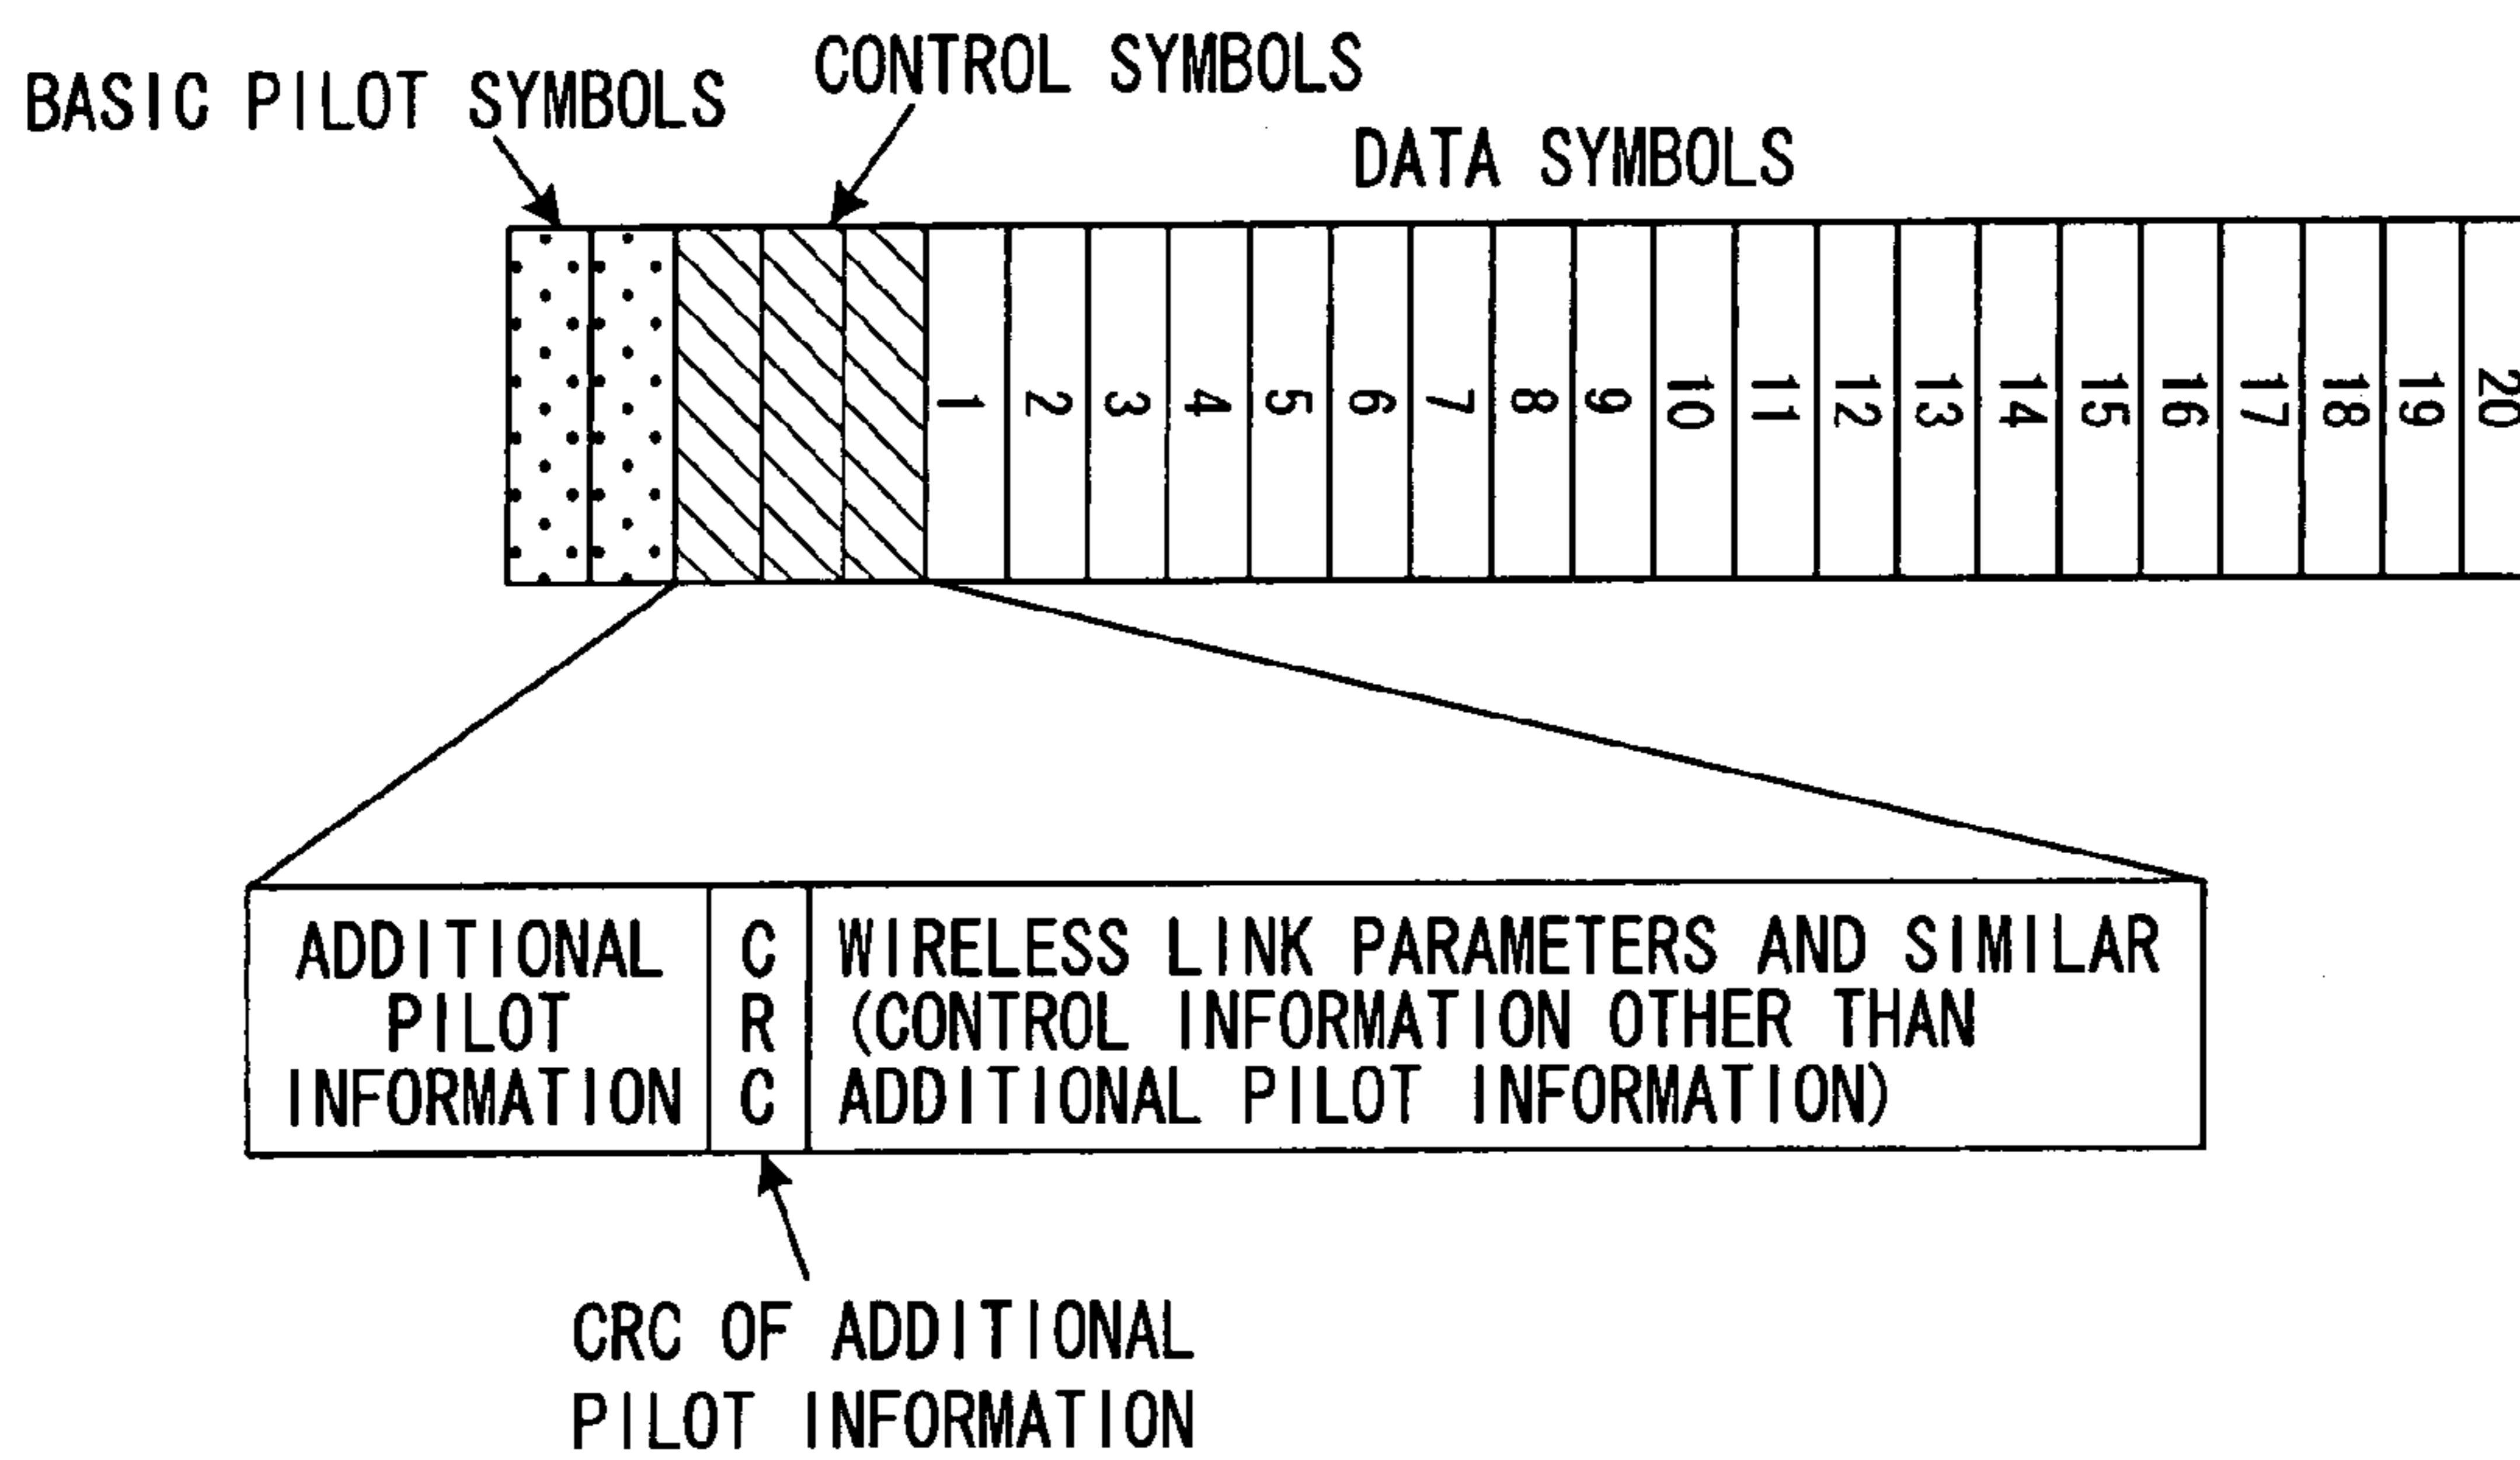 CONTROL SYMBOLS
BASIC PILOT SYMBOLS
DATA SYMBOLS
1 2 3 4 5 6 7 8 9 10 11 12 13 14 15 16 17 18 19 20
ADDITIONAL
PILOT
INFORMATION
C
R
C
WIRELESS LINK PARAMETERS AND SIMILAR
(CONTROL INFORMATION OTHER THAN
ADDITIONAL PILOT INFORMATION)
CRC OF ADDITIONAL
PILOT INFORMATION